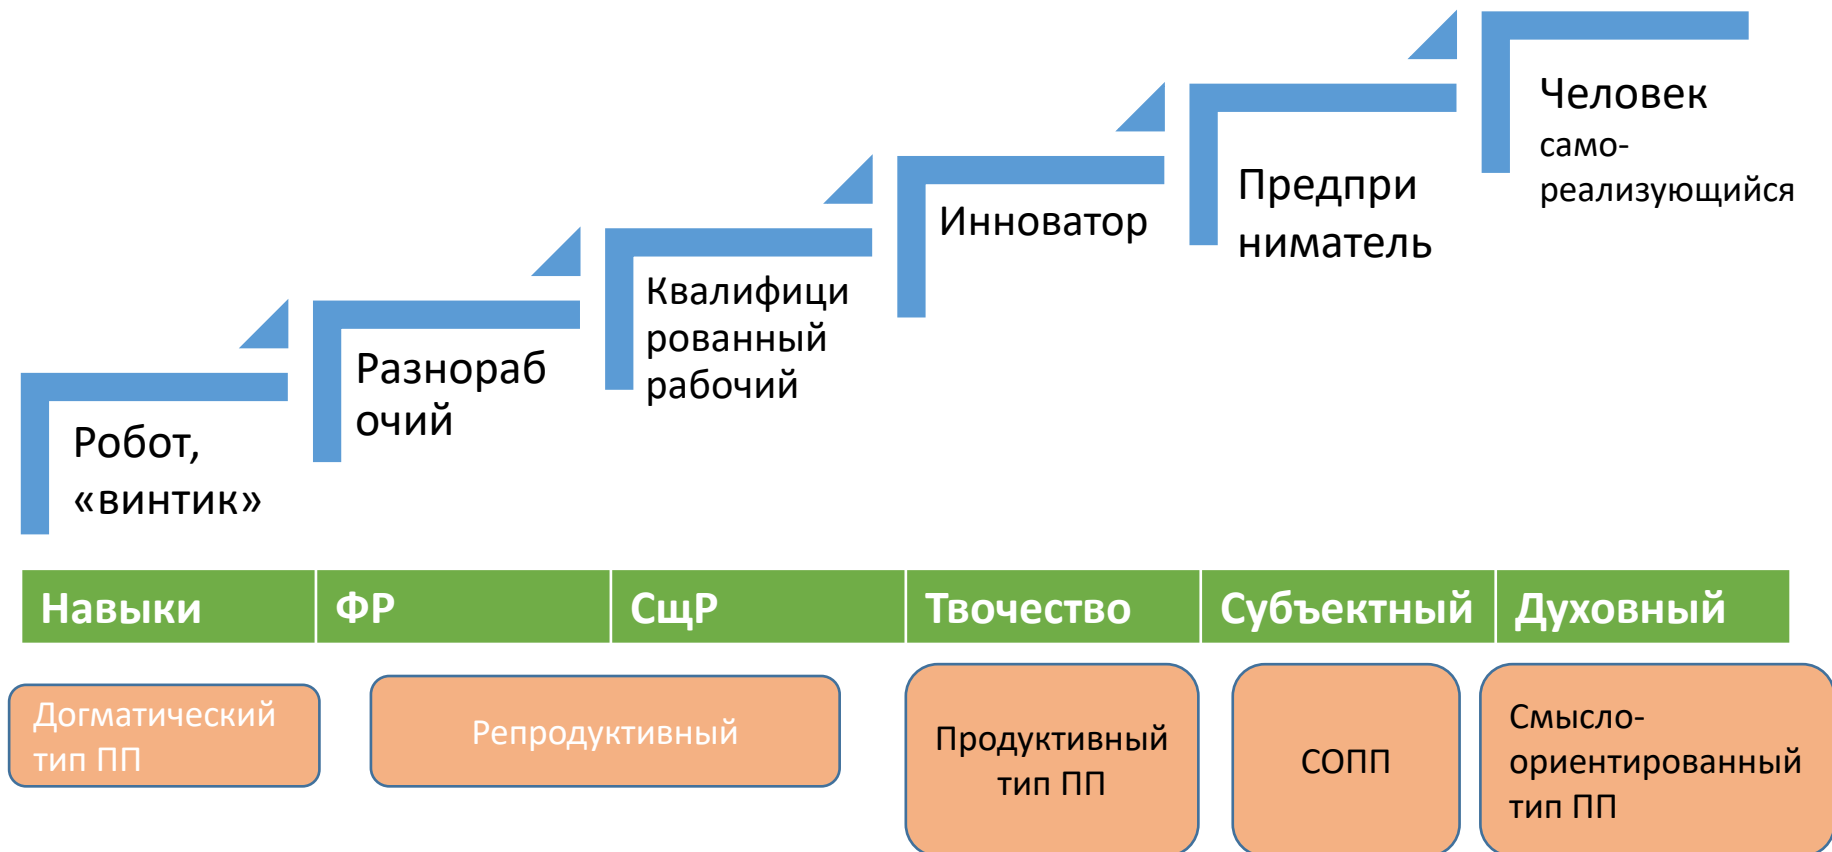 Человек
само-
реализующийся
Предпри
ниматель
Инноватор
Квалифици
рованный
рабочий
Разнораб
очий
Робот,
«винтик»
Навыки
ФР
СщР
Твочество
Субъектный
Духовный
Догматический
тип ПП
Репродуктивный
Продуктивный
тип ПП
СОПП
Смысло-
ориентированный
тип ПП